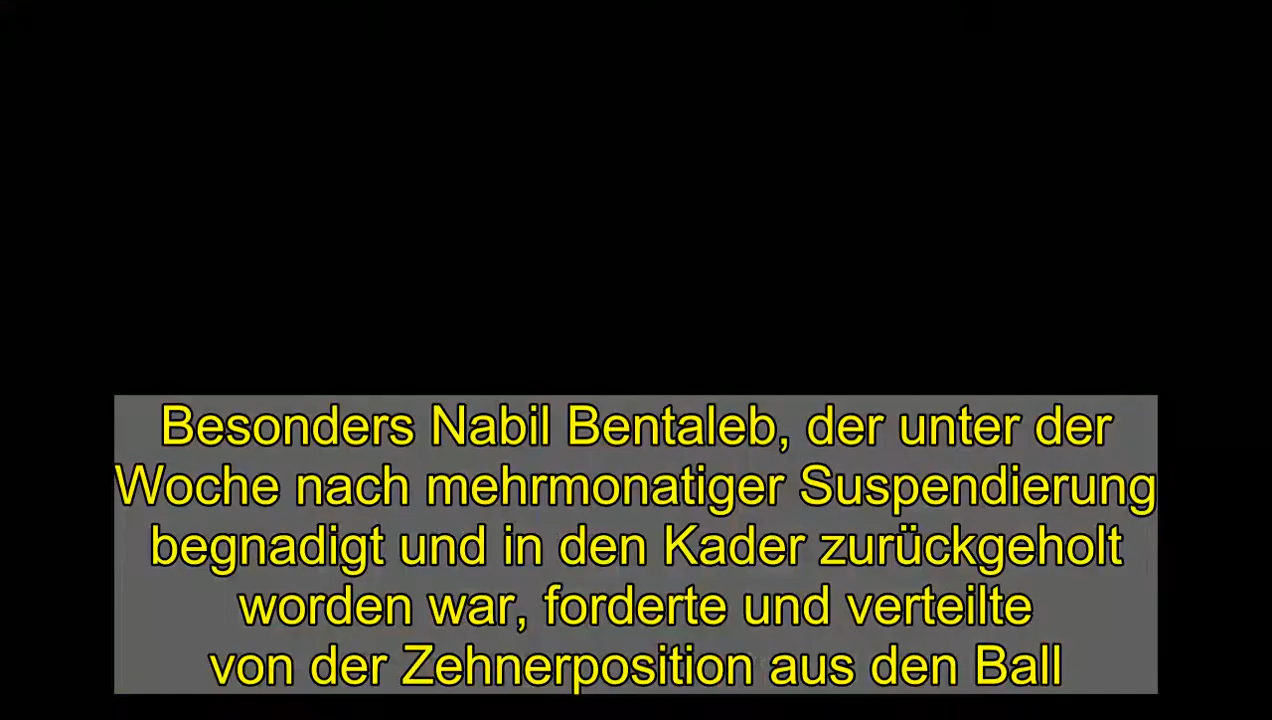 Besonders Nabil Bentaleb, der unter der
Woche nach mehrmonatiger Suspendierung
begnadigt und in den Kader zurückgeholt
worden war, forderte und verteilte
von der Zehnerposition aus den Ball